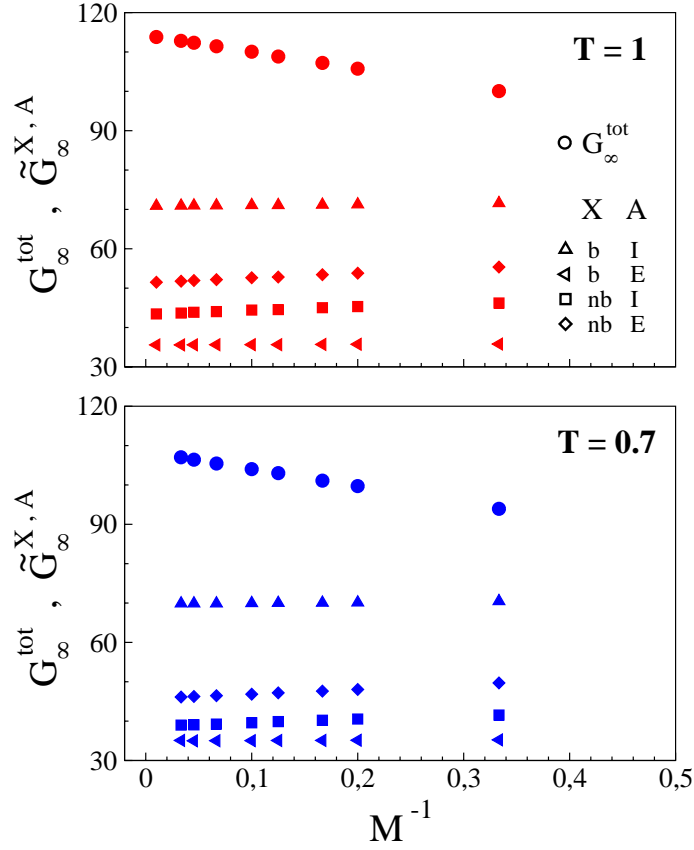 120
90
60
30
G∞^tot , G̃∞^X , A
T = 1
G∞^tot
X A
b I
b E
nb I
nb E
120
90
60
30
G∞^tot , G̃∞^X , A
T = 0.7
0 0,1 0,2 0,3 0,4 0,5
M^-1